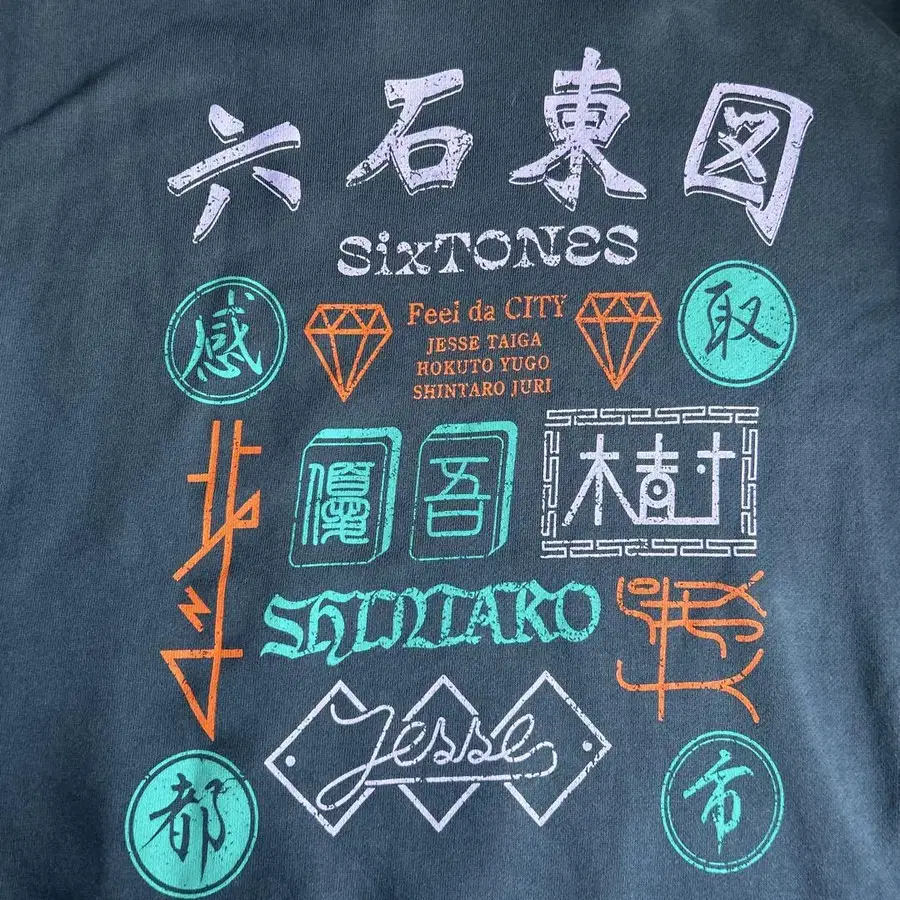 六石東図
SixTONES
感
Feel da CITY
取
JESSE TAIGA
HOKUTO YUGO
SHINTARO JURI
優 吾
樹
SHINTARO
Jesse
都
市